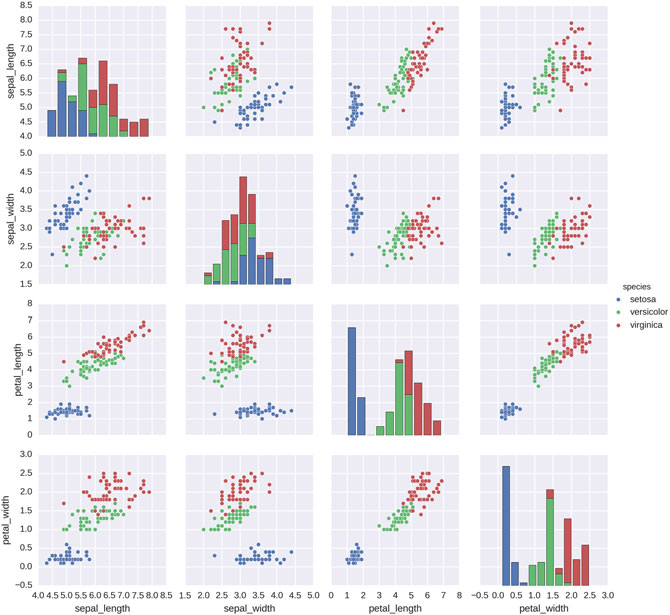 8.5
8.0
7.5
7.0
6.5
6.0
5.5
5.0
4.5
4.0
sepal_length
5.0
4.5
4.0
3.5
3.0
2.5
2.0
1.5
sepal_width
species
setosa
versicolor
virginica
8
7
6
5
4
3
2
1
0
petal_length
3.0
2.5
2.0
1.5
1.0
0.5
0.0
petal_width
4.0 4.5 5.0 5.5 6.0 6.5 7.0 7.5 8.0 8.5
1.5 2.0 2.5 3.0 3.5 4.0 4.5 5.0
0 1 2 3 4 5 6 7 8
−0.5 0.0 0.5 1.0 1.5 2.0 2.5 3.0
sepal_length sepal_width petal_length petal_width